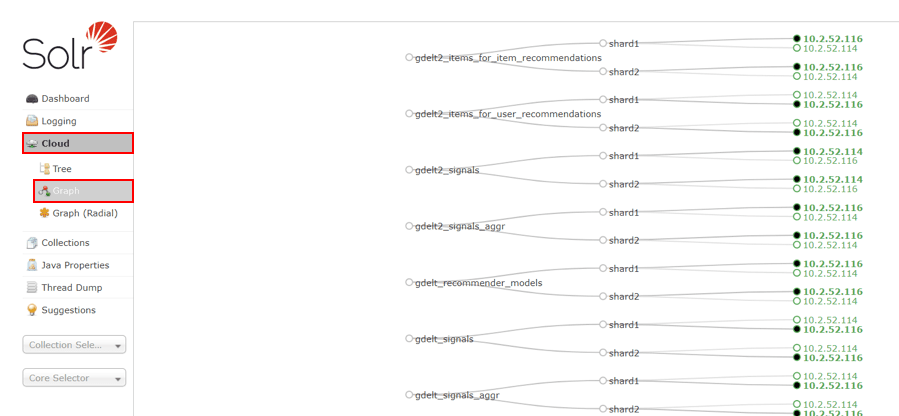 Solr
Dashboard
Logging
Cloud
Tree
Graph
Graph (Radial)
Collections
Java Properties
Thread Dump
Suggestions
Collection Sele...
Core Selector
gdelt2_items_for_item_recommendations
shard1
10.2.52.116
10.2.52.114
shard2
10.2.52.116
10.2.52.114
gdelt2_items_for_user_recommendations
shard1
10.2.52.114
10.2.52.116
shard2
10.2.52.114
10.2.52.116
gdelt2_signals
shard1
10.2.52.114
10.2.52.116
shard2
10.2.52.114
10.2.52.116
gdelt2_signals_aggr
shard1
10.2.52.116
10.2.52.114
shard2
10.2.52.116
10.2.52.114
gdelt_recommender_models
shard1
10.2.52.116
10.2.52.114
shard2
10.2.52.116
10.2.52.114
gdelt_signals
shard1
10.2.52.114
10.2.52.116
shard2
10.2.52.114
10.2.52.116
gdelt_signals_aggr
shard1
10.2.52.114
10.2.52.116
shard2
10.2.52.114
10.2.52.116